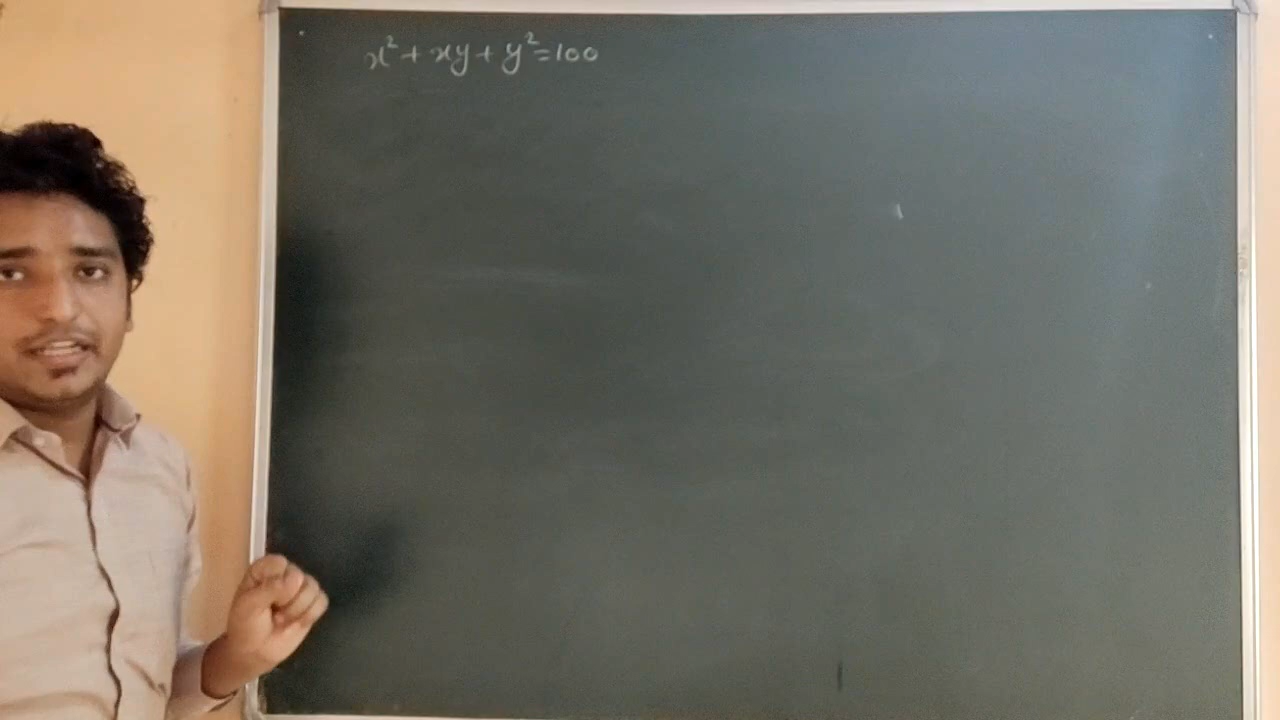 x² + xy + y² = 100